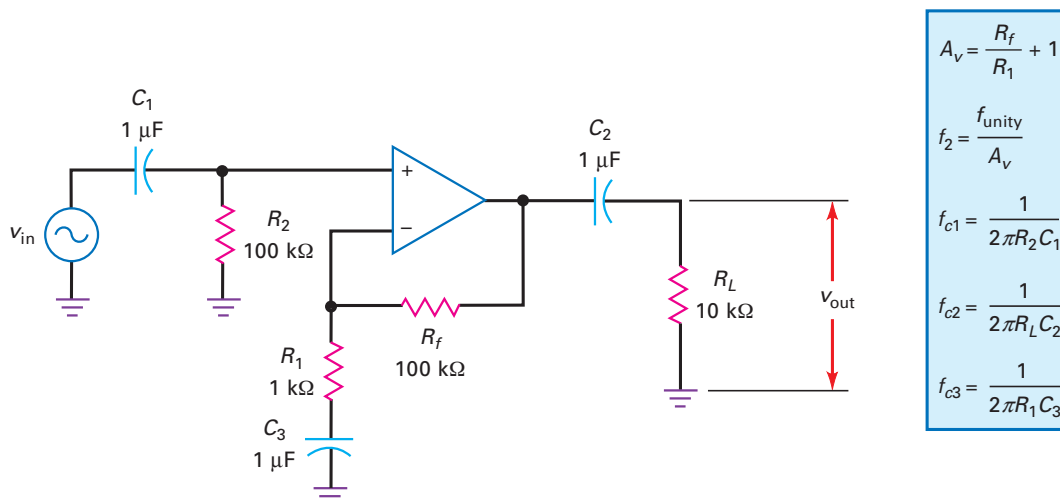 C1
1 μF
vin
R2
100 kΩ
+
−
C2
1 μF
RL
10 kΩ
vout
Rf
100 kΩ
R1
1 kΩ
C3
1 μF
Av = Rf / R1 + 1
f2 = funity / Av
fc1 = 1 / 2πR2C1
fc2 = 1 / 2πRLC2
fc3 = 1 / 2πR1C3